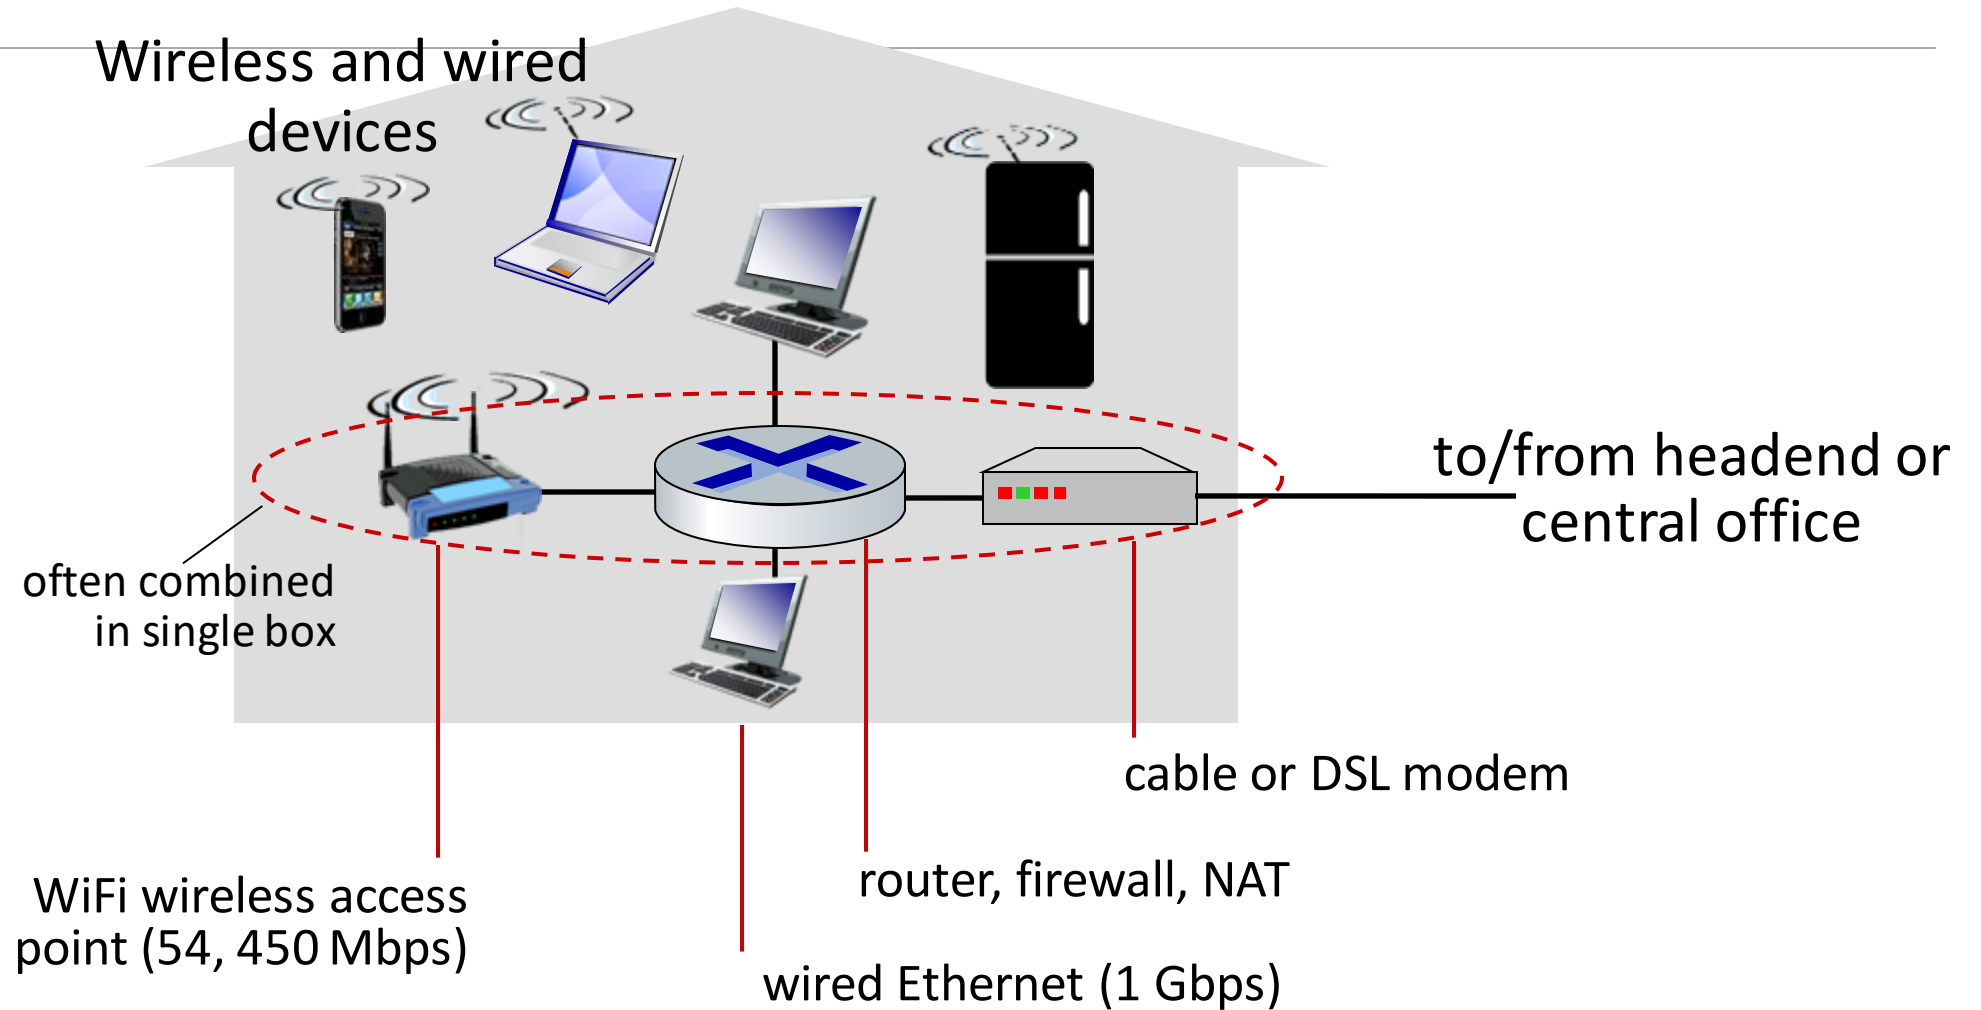 Wireless and wired
devices
to/from headend or
central office
often combined
in single box
cable or DSL modem
router, firewall, NAT
WiFi wireless access
point (54, 450 Mbps)
wired Ethernet (1 Gbps)